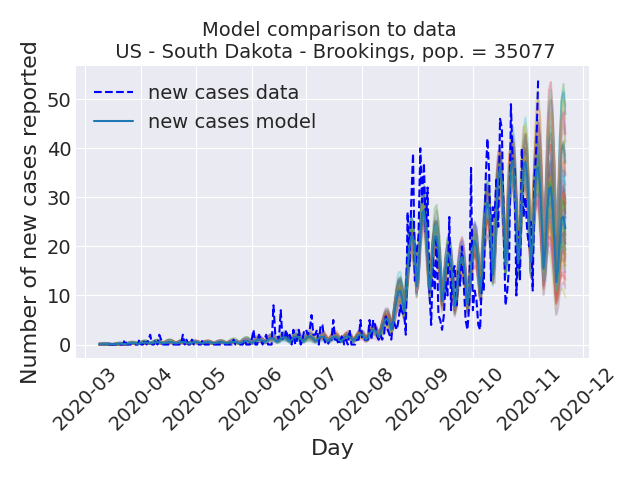 Model comparison to data
US - South Dakota - Brookings, pop. = 35077
Number of new cases reported
50
40
30
20
10
0
new cases data
new cases model
2020-03
2020-04
2020-05
2020-06
2020-07
2020-08
2020-09
2020-10
2020-11
2020-12
Day